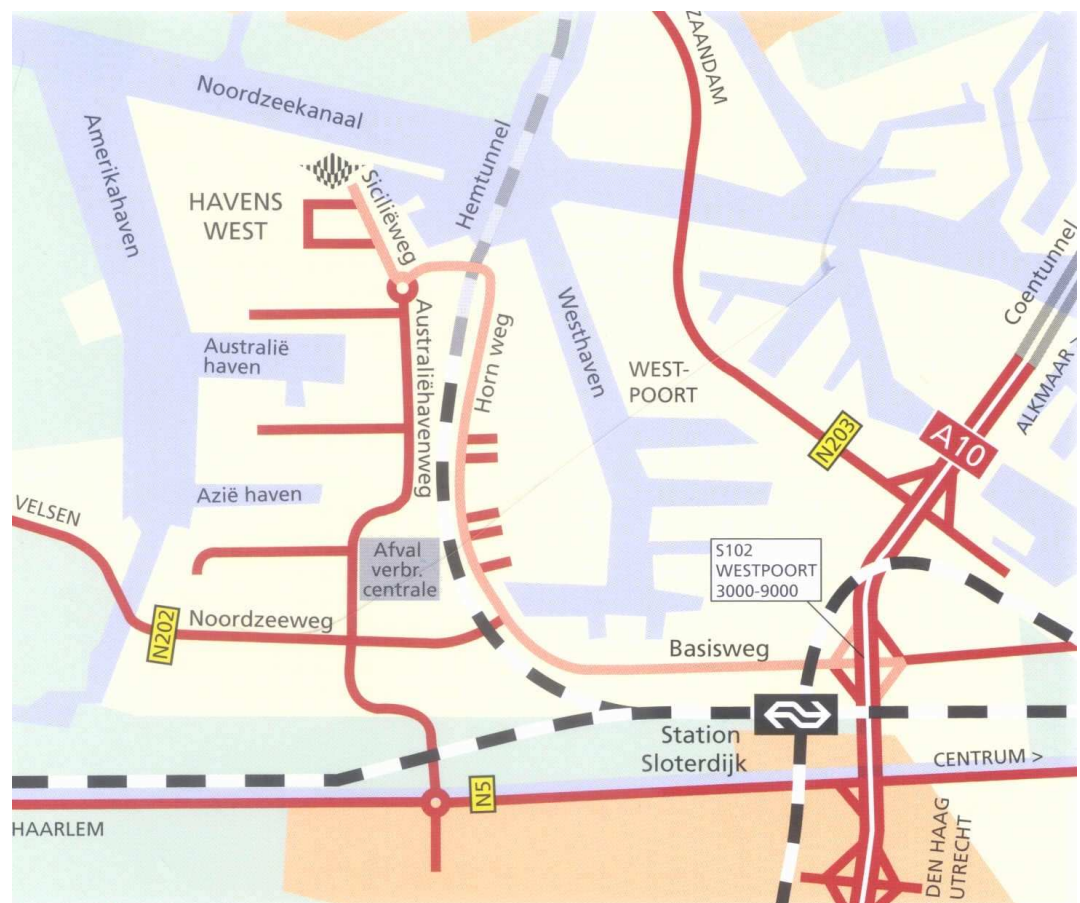 ZAANDAM
Noordzeekanaal
Amerikahaven
Hemtunnel
Siciliëweg
HAVENS
WEST
Coentunnel
Westhaven
Australiëhavenweg
Horn weg
Australië
haven
WEST-
POORT
ALKMAAR >
N203
A10
VELSEN
Azië haven
Afval
verbr.
centrale
S102
WESTPOORT
3000-9000
N202
Noordzeeweg
Basisweg
Station
Sloterdijk
CENTRUM >
N5
HAARLEM
DEN HAAG
UTRECHT